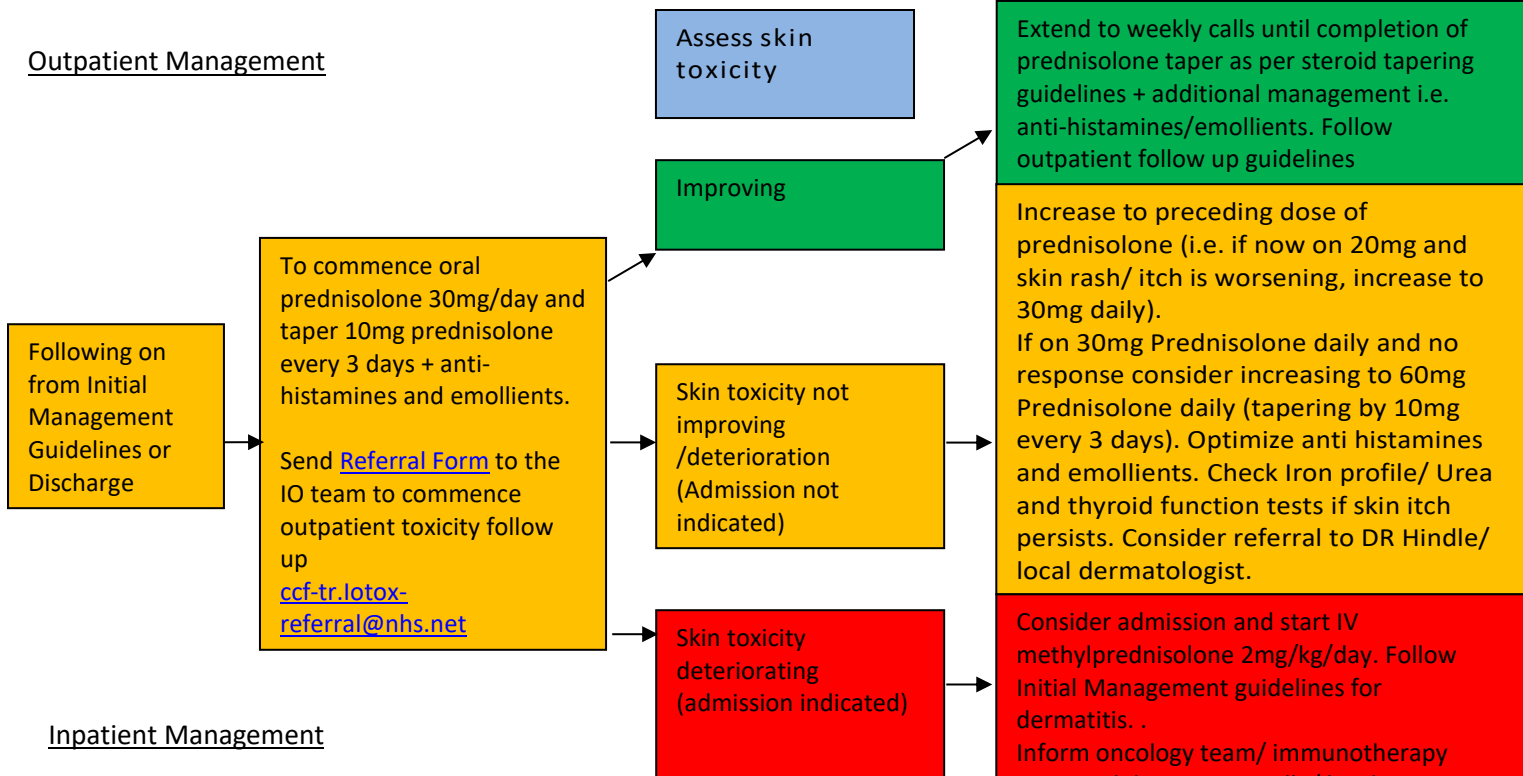 Outpatient Management
Assess skin
toxicity
Extend to weekly calls until completion of
prednisolone taper as per steroid tapering
guidelines + additional management i.e.
anti-histamines/emollients. Follow
outpatient follow up guidelines
Improving
Following on
from Initial
Management
Guidelines or
Discharge
To commence oral
prednisolone 30mg/day and
taper 10mg prednisolone
every 3 days + anti-
histamines and emollients.
Send Referral Form to the
IO team to commence
outpatient toxicity follow
up
ccf-tr.Iotox-
referral@nhs.net
Skin toxicity not
improving
/deterioration
(Admission not
indicated)
Increase to preceding dose of
prednisolone (i.e. if now on 20mg and
skin rash/ itch is worsening, increase to
30mg daily).
If on 30mg Prednisolone daily and no
response consider increasing to 60mg
Prednisolone daily (tapering by 10mg
every 3 days). Optimize anti histamines
and emollients. Check Iron profile/ Urea
and thyroid function tests if skin itch
persists. Consider referral to DR Hindle/
local dermatologist.
Skin toxicity
deteriorating
(admission indicated)
Consider admission and start IV
methylprednisolone 2mg/kg/day. Follow
Initial Management guidelines for
dermatitis. .
Inform oncology team/ immunotherapy
Inpatient Management